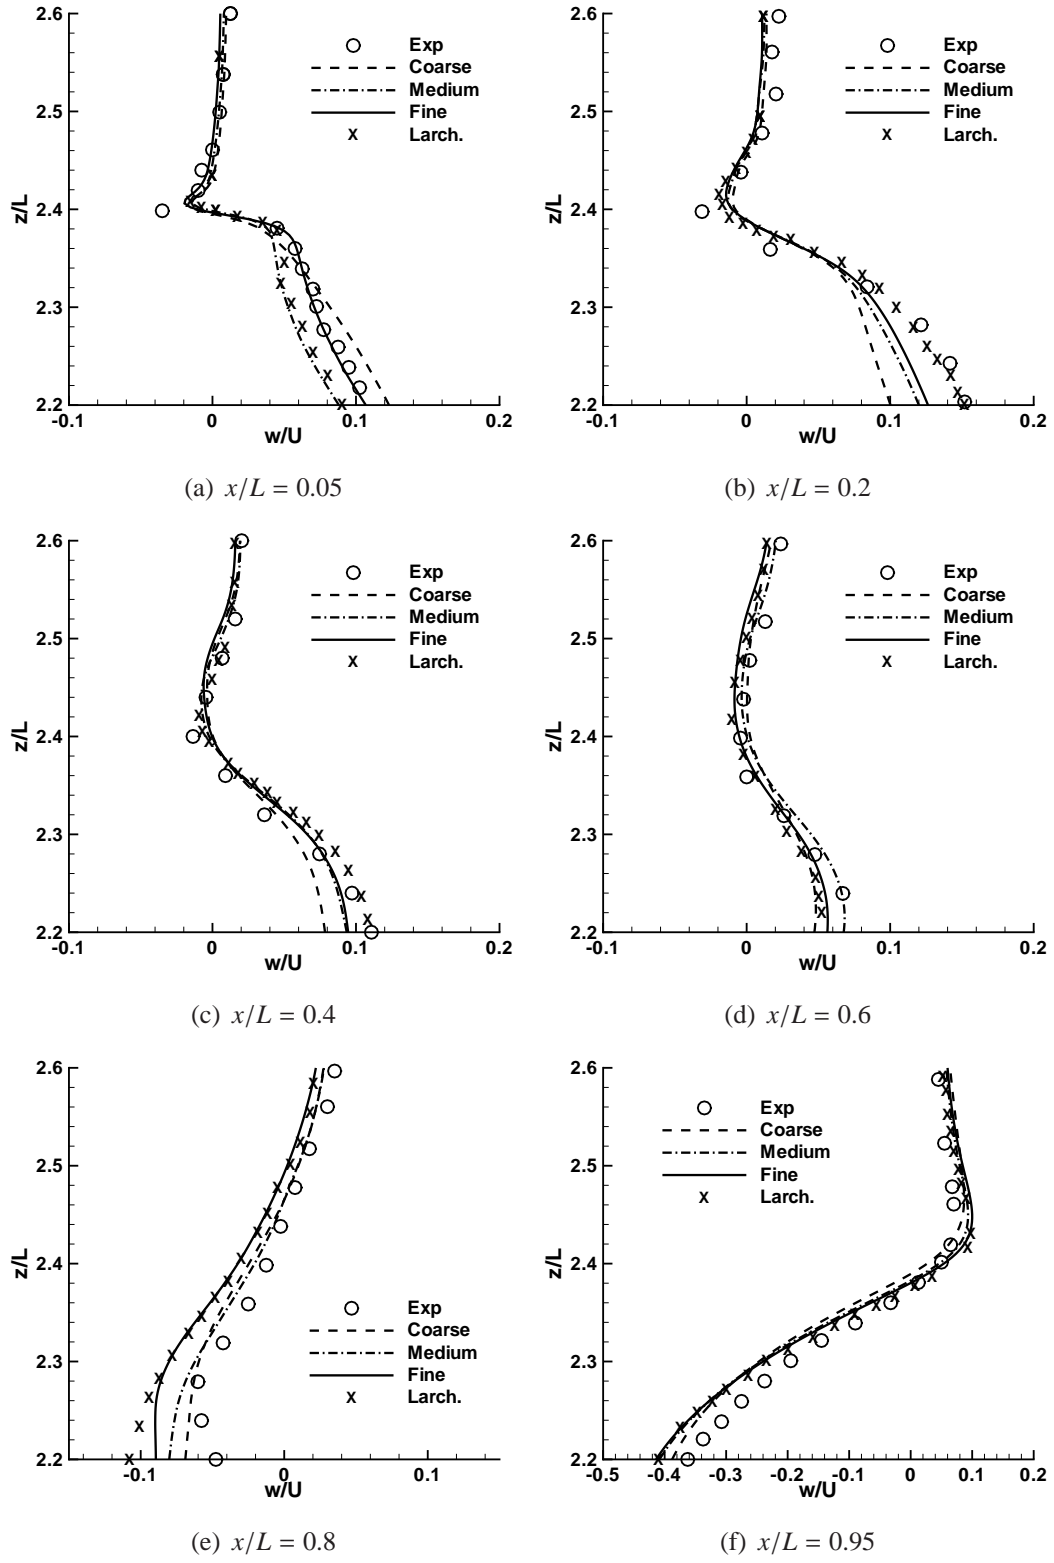 2.6
2.5
2.4
2.3
2.2
z/L
-0.1
0
0.1
0.2
w/U
Exp
Coarse
Medium
Fine
Larch.
(a) x/L = 0.05
2.6
2.5
2.4
2.3
2.2
z/L
-0.1
0
0.1
0.2
w/U
Exp
Coarse
Medium
Fine
Larch.
(b) x/L = 0.2
2.6
2.5
2.4
2.3
2.2
z/L
-0.1
0
0.1
0.2
w/U
Exp
Coarse
Medium
Fine
Larch.
(c) x/L = 0.4
2.6
2.5
2.4
2.3
2.2
z/L
-0.1
0
0.1
0.2
w/U
Exp
Coarse
Medium
Fine
Larch.
(d) x/L = 0.6
2.6
2.5
2.4
2.3
2.2
z/L
-0.1
0
0.1
w/U
Exp
Coarse
Medium
Fine
Larch.
(e) x/L = 0.8
2.6
2.5
2.4
2.3
2.2
z/L
-0.5
-0.4
-0.3
-0.2
-0.1
0
0.1
0.2
w/U
Exp
Coarse
Medium
Fine
Larch.
(f) x/L = 0.95